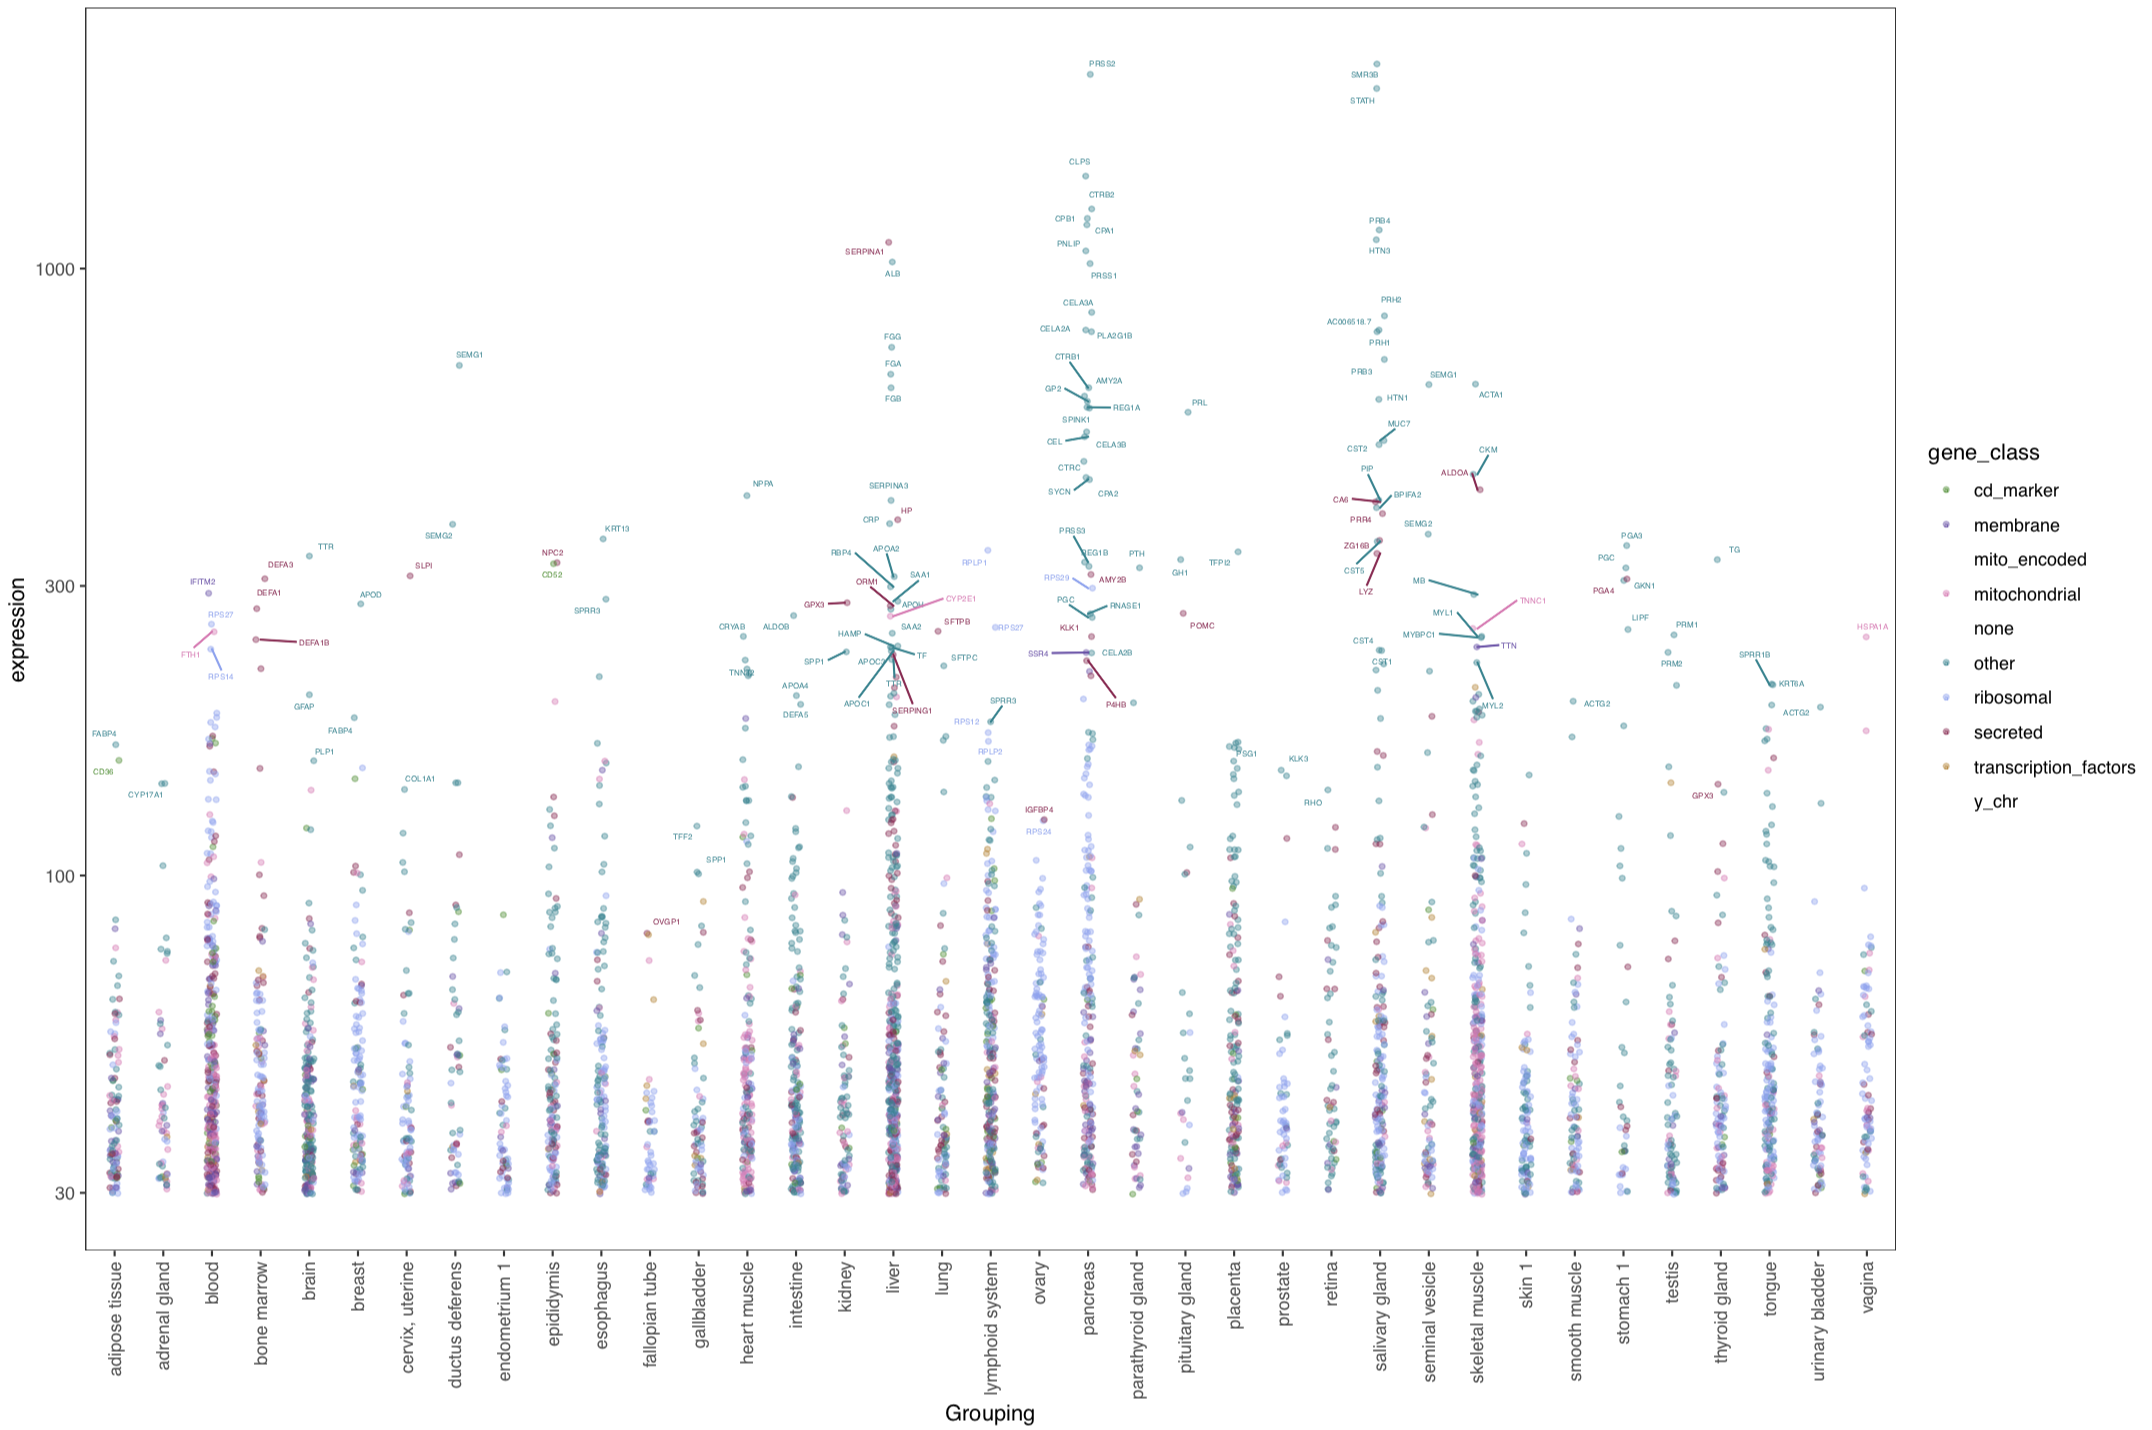 PRSS2
SMR3B
STATH
CLPS
CTRB2
CPB1
CPA1
PRB4
PNLIP
HTN3
SERPINA1
1000
ALB
PRSS1
CELA3A
PRH2
AC006518.7
CELA2A
PLA2G1B
FGG
PRH1
SEMG1
CTRB1
FGA
PRB3
SEMG1
AMY2A
GP2
ACTA1
FGB
HTN1
PRL
REG1A
SPINK1
MUC7
CEL
CELA3B
CST2
CKM
CTRC
PIP
ALDOA
NPPA
SERPINA3
SYCN
CPA2
BPIFA2
CA6
HP
CRP
PRR4
SEMG2
KRT13
PRSS3
SEMG2
PGA3
TTR
APOA2
ZG16B
NPC2
RBP4
REG1B
PTH
TG
PGC
RPLP1
TFPI2
DEFA3
SLPI
CST5
GH1
CD52
SAA1
RPS29
AMY2B
IFITM2
ORM1
MB
GKN1
DEFA1
APOD
LYZ
PGA4
GPX3
APOH
CYP2E1
PGC
RNASE1
TNNC1
SPRR3
RPS27
MYL1
LIPF
CRYAB
ALDOB
SAA2
SFTPB
RPS27
KLK1
POMC
PRM1
HSPA1A
HAMP
MYBPC1
DEFA1B
CST4
TTN
FTH1
SSR4
CELA2B
SPP1
APOC3
TF
SFTPC
CST1
PRM2
SPRR1B
TNNT2
RPS14
APOA4
TTR
KRT6A
GFAP
APOC1
SPRR3
P4HB
MYL2
ACTG2
SERPING1
DEFA5
ACTG2
RPS12
FABP4
FABP4
PLP1
RPLP2
PSG1
KLK3
CD36
COL1A1
CYP17A1
GPX3
RHO
IGFBP4
RPS24
TFF2
SPP1
OVGP1
300
100
30
expression
adipose tissue
adrenal gland
blood
bone marrow
brain
breast
cervix, uterine
ductus deferens
endometrium 1
epididymis
esophagus
fallopian tube
gallbladder
heart muscle
intestine
kidney
liver
lung
lymphoid system
ovary
pancreas
parathyroid gland
pituitary gland
placenta
prostate
retina
salivary gland
seminal vesicle
skeletal muscle
skin 1
smooth muscle
stomach 1
testis
thyroid gland
tongue
urinary bladder
vagina
Grouping
gene_class
cd_marker
membrane
mito_encoded
mitochondrial
none
other
ribosomal
secreted
transcription_factors
y_chr